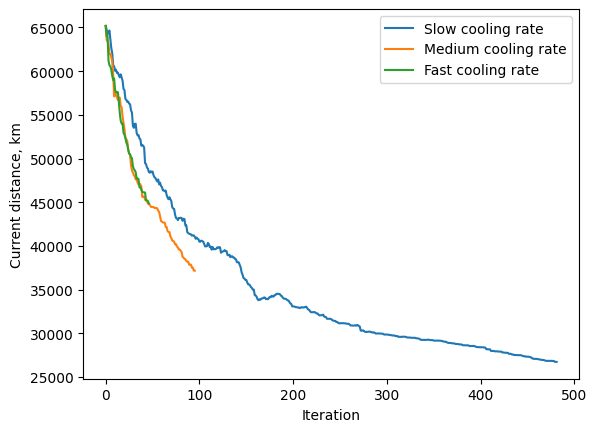 65000
60000
55000
50000
45000
40000
35000
30000
25000
Current distance, km
0 100 200 300 400 500
Iteration
Slow cooling rate
Medium cooling rate
Fast cooling rate